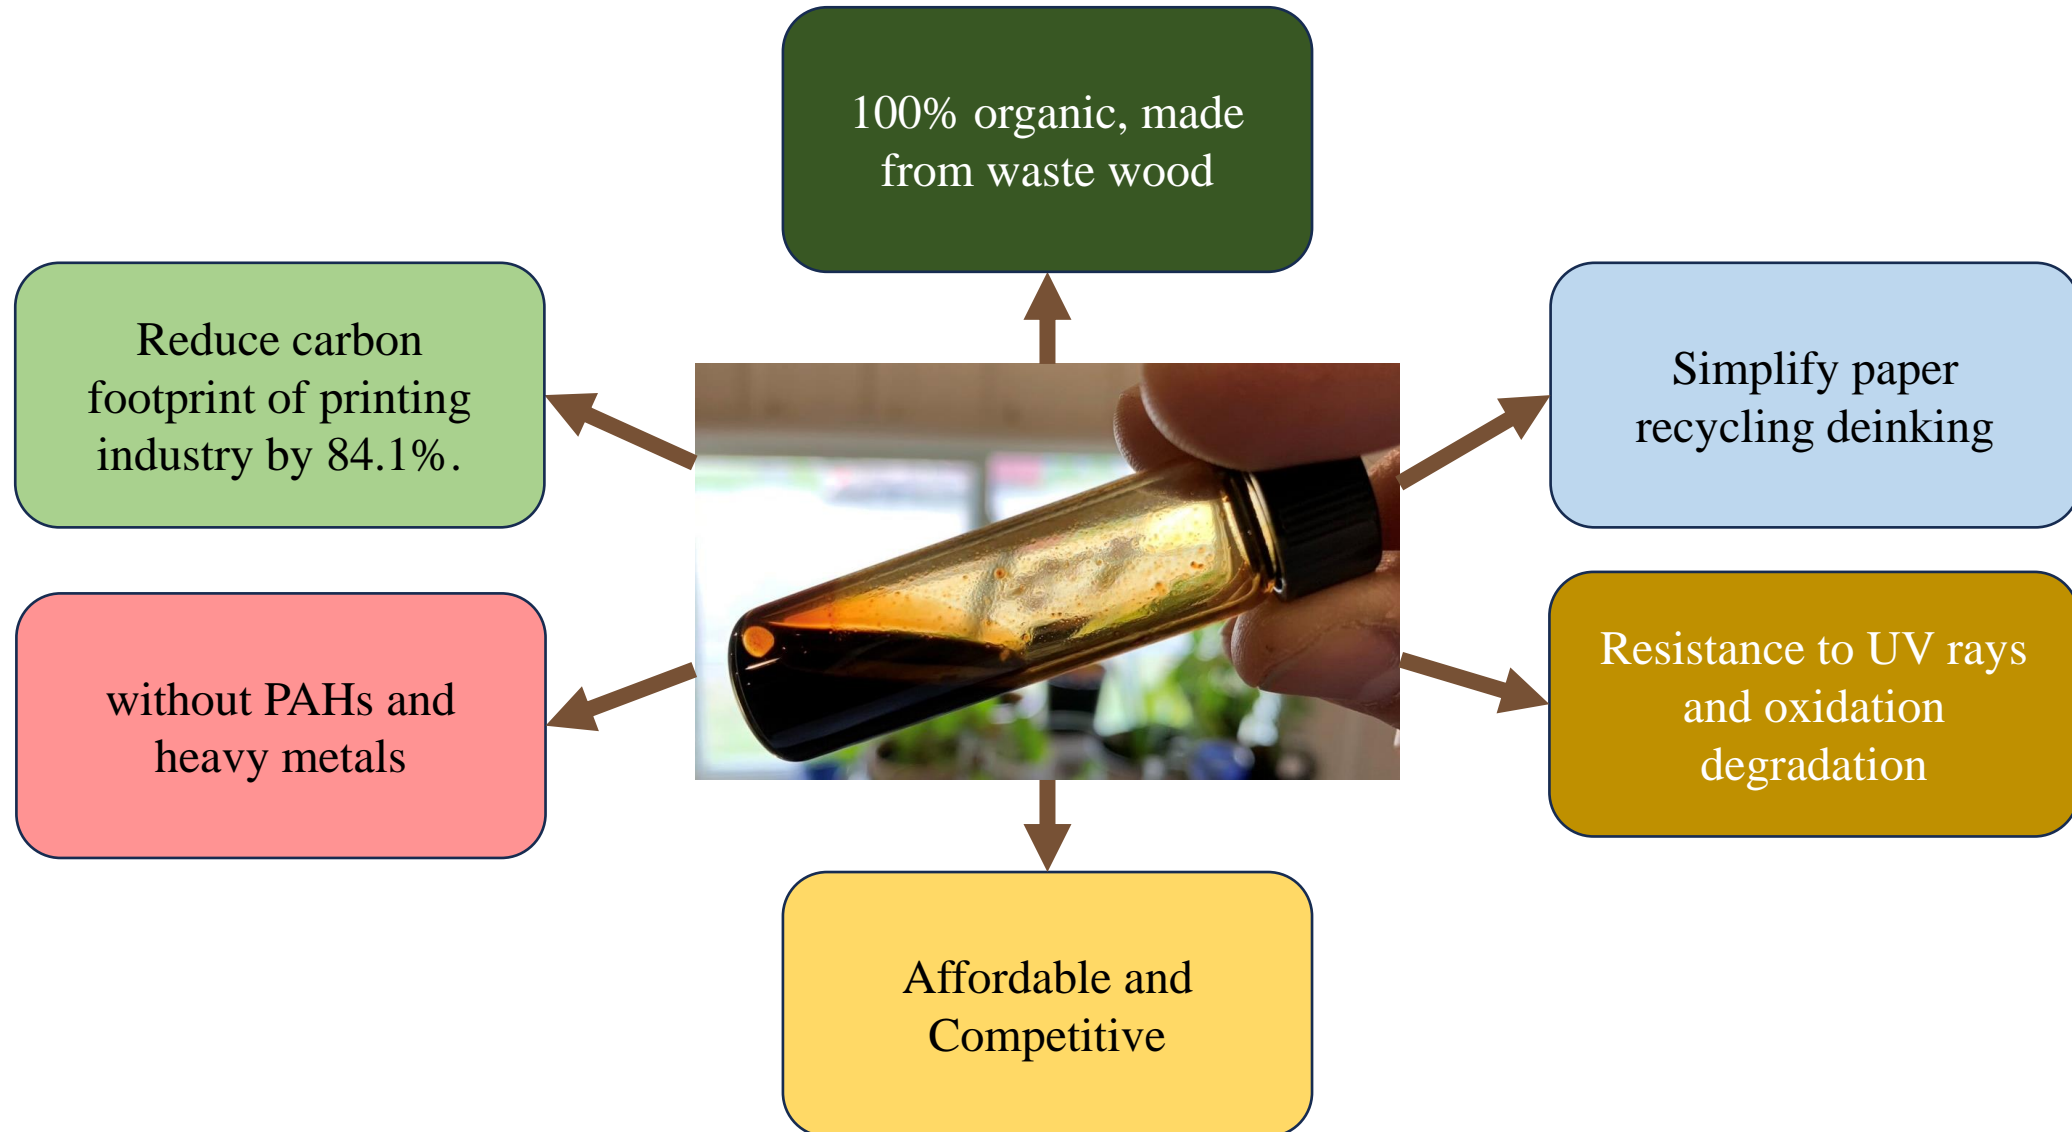 100% organic, made
from waste wood
Reduce carbon
footprint of printing
industry by 84.1%.
Simplify paper
recycling deinking
without PAHs and
heavy metals
Resistance to UV rays
and oxidation
degradation
Affordable and
Competitive